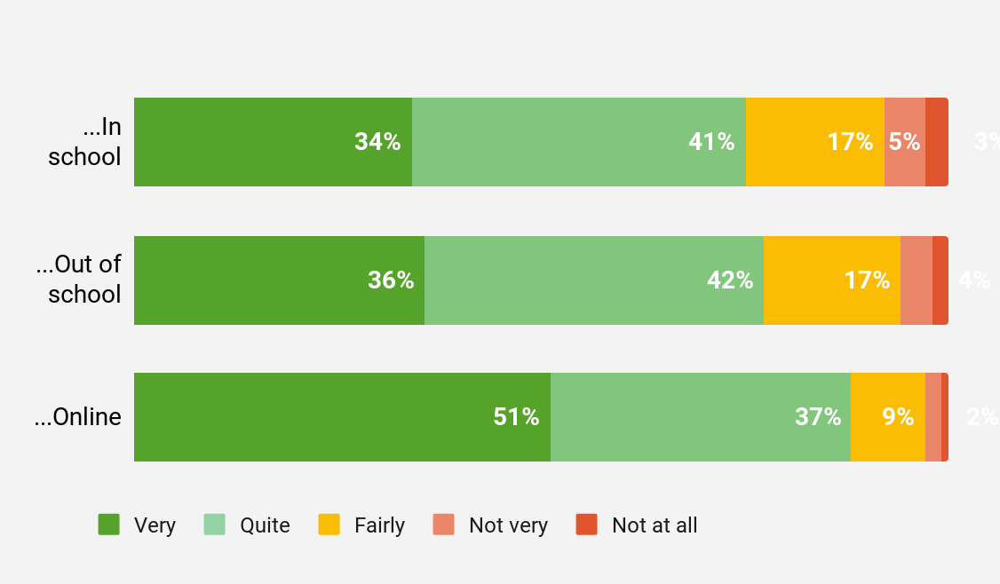 ...In
school
34%
41%
17%
5%
3%
...Out of
school
36%
42%
17%
4%
...Online
51%
37%
9%
2%
Very
Quite
Fairly
Not very
Not at all